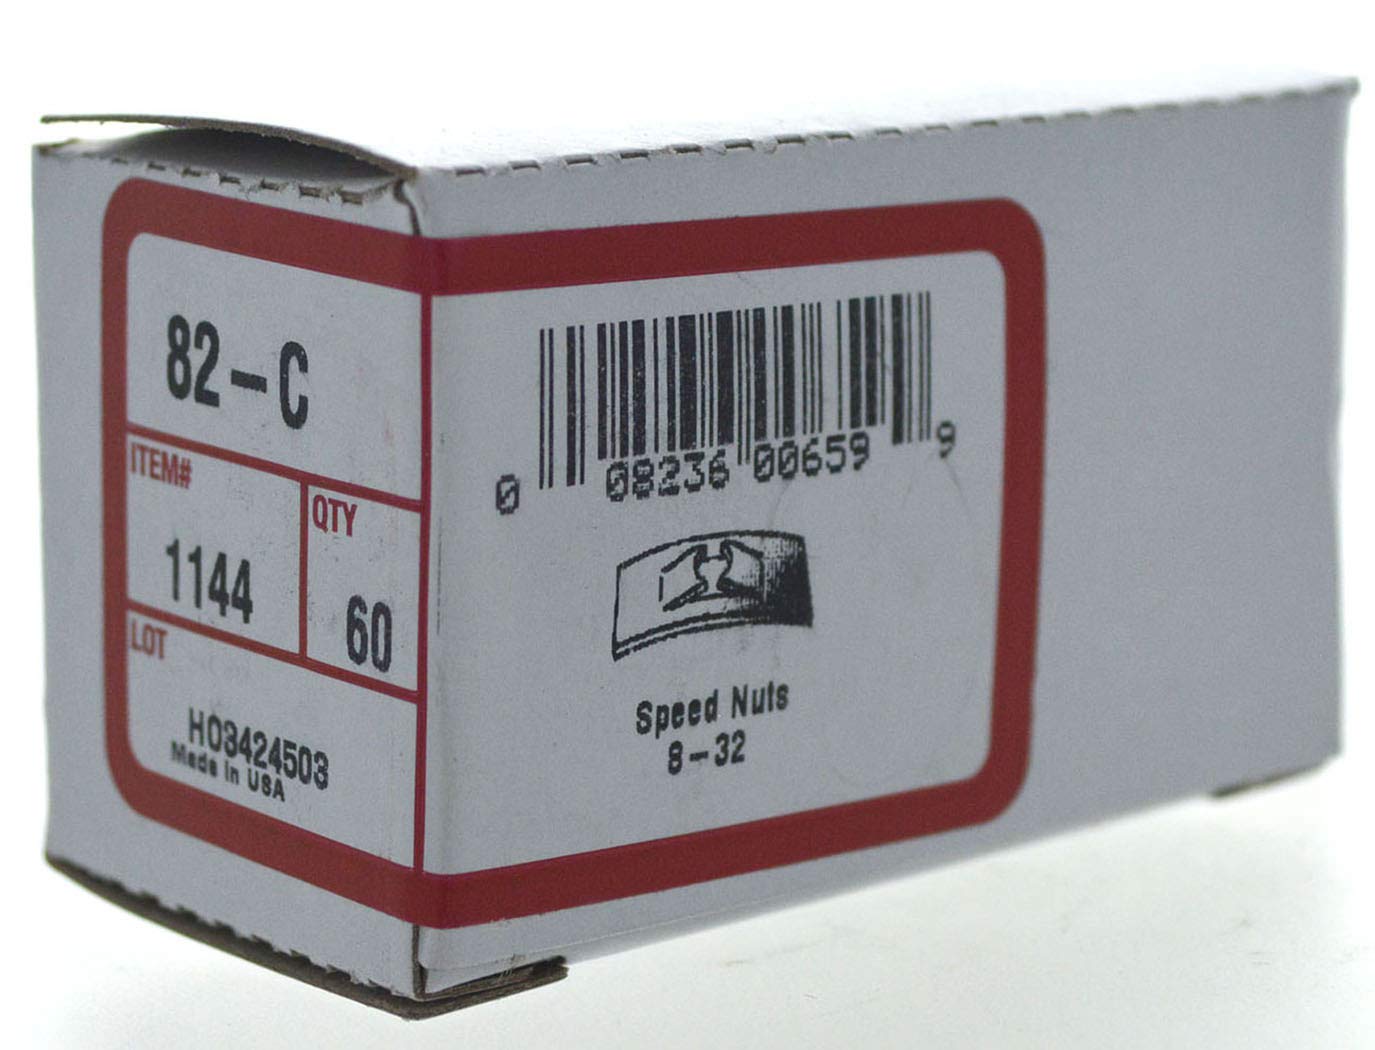 82-C
ITEM#
1144
QTY
60
LOT
H03424503
Made in USA
0 08236 00659 9
Speed Nuts
8-32